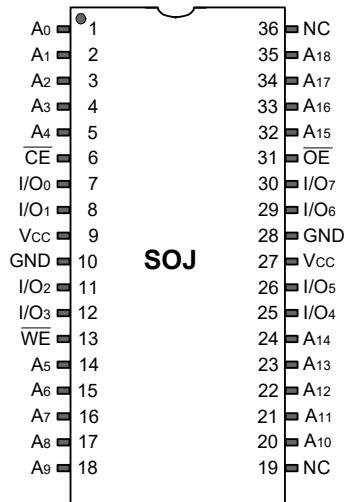 A0 1 36 NC
A1 2 35 A18
A2 3 34 A17
A3 4 33 A16
A4 5 32 A15
CE 6 31 OE
I/O0 7 30 I/O7
I/O1 8 29 I/O6
VCC 9 28 GND
GND 10 SOJ 27 VCC
I/O2 11 26 I/O5
I/O3 12 25 I/O4
WE 13 24 A14
A5 14 23 A13
A6 15 22 A12
A7 16 21 A11
A8 17 20 A10
A9 18 19 NC